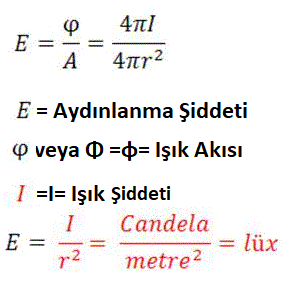 E = φ/A = 4πI/4πr²
E = Aydınlanma Şiddeti
φ veya Φ =ϕ= Işık Akısı
I =I= Işık Şiddeti
E = I/r² = Candela/metre² = lüx